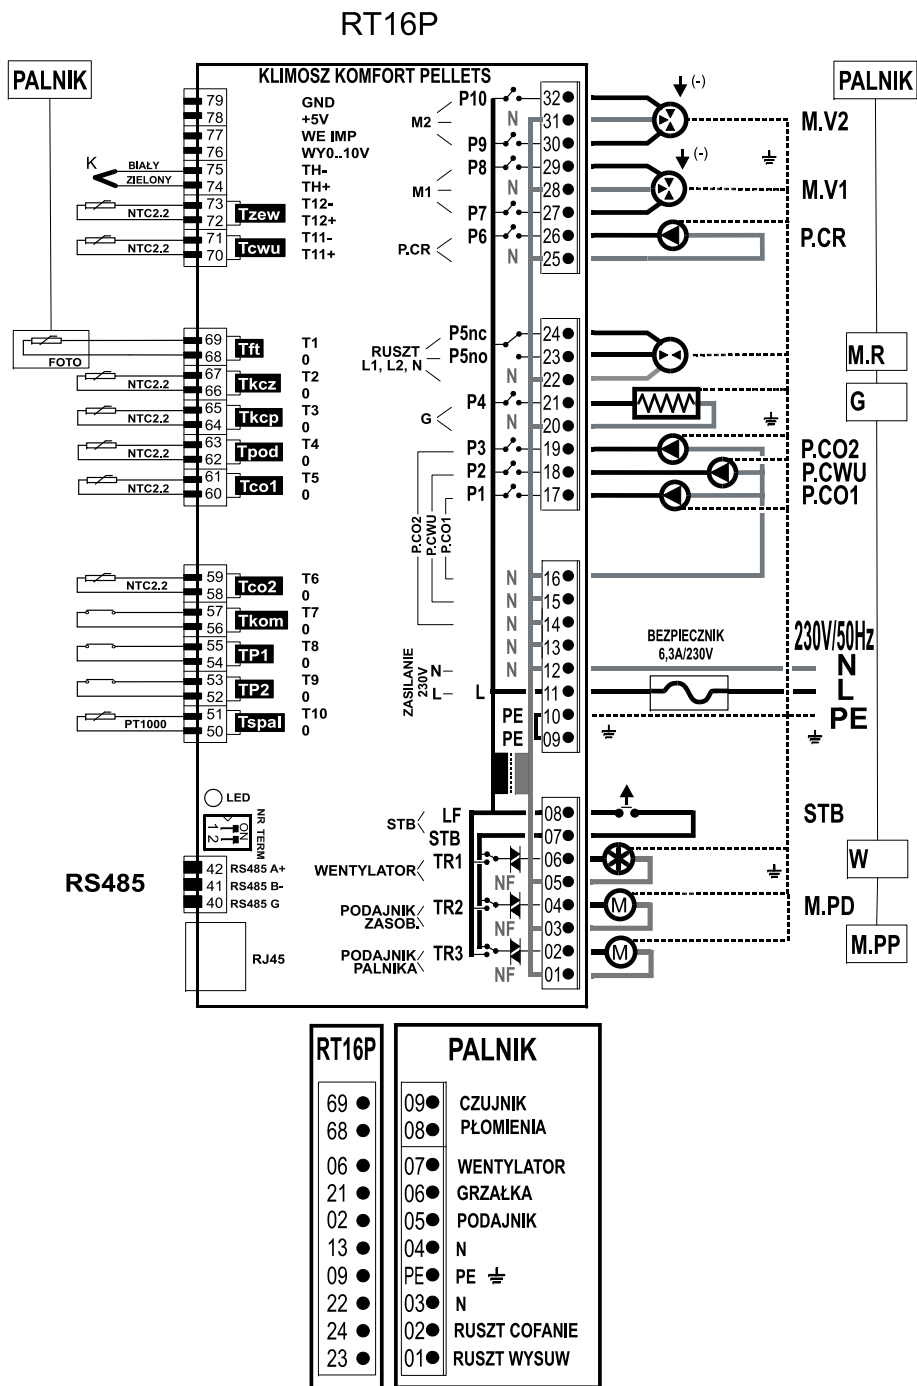 RT16P
PALNIK
KLIMOSZ KOMFORT PELLETS
PALNIK
79 GND
78 +5V
77 WE IMP
76 WY0..10V
K BIAŁY 75 TH-
ZIELONY 74 TH+
73 T12-
NTC2.2 72 Tzew T12+
71 T11-
NTC2.2 70 Tcwu T11+
69 T1
FOTO 68 Tft 0
67 T2
NTC2.2 66 Tkcz 0
65 T3
NTC2.2 64 Tkcp 0
63 T4
NTC2.2 62 Tpod 0
61 T5
NTC2.2 60 Tco1 0
59 T6
NTC2.2 58 Tco2 0
57 T7
56 Tkom 0
55 T8
54 TP1 0
53 T9
52 TP2 0
51 T10
PT1000 50 Tspal 0
LED
ON
1 2
NR TERM
RS485
42 RS485 A+
41 RS485 B-
40 RS485 G
RJ45
P10 32 (-)
M2 N 31 M.V2
P9 30
P8 29 (-)
M1 N 28 M.V1
P7 27
P6 26 P.CR
P.CR N 25
P5nc 24
RUSZT
L1, L2, N
P5no 23 M.R
N 22
P4 21 G
G N 20
P3 19 P.CO2
P2 18 P.CWU
P1 17 P.CO1
P.CO2
P.CWU
P.CO1
N 16
N 15
N 14
N 13
BEZPIECZNIK
6,3A/230V
230V/50Hz
ZASILANIE
230V
N N 12 N
L L 11 L
PE 10 PE
PE 09
STB LF 08 STB
STB 07
WENTYLATOR TR1 06 W
NF 05
PODAJNIK
ZASOB.
TR2 04 M M.PD
NF 03
PODAJNIK
PALNIKA
TR3 02 M M.PP
NF 01
RT16P PALNIK
69 09 CZUJNIK
68 08 PŁOMIENIA
06 07 WENTYLATOR
21 06 GRZAŁKA
02 05 PODAJNIK
13 04 N
09 PE PE
22 03 N
24 02 RUSZT COFANIE
23 01 RUSZT WYSUW